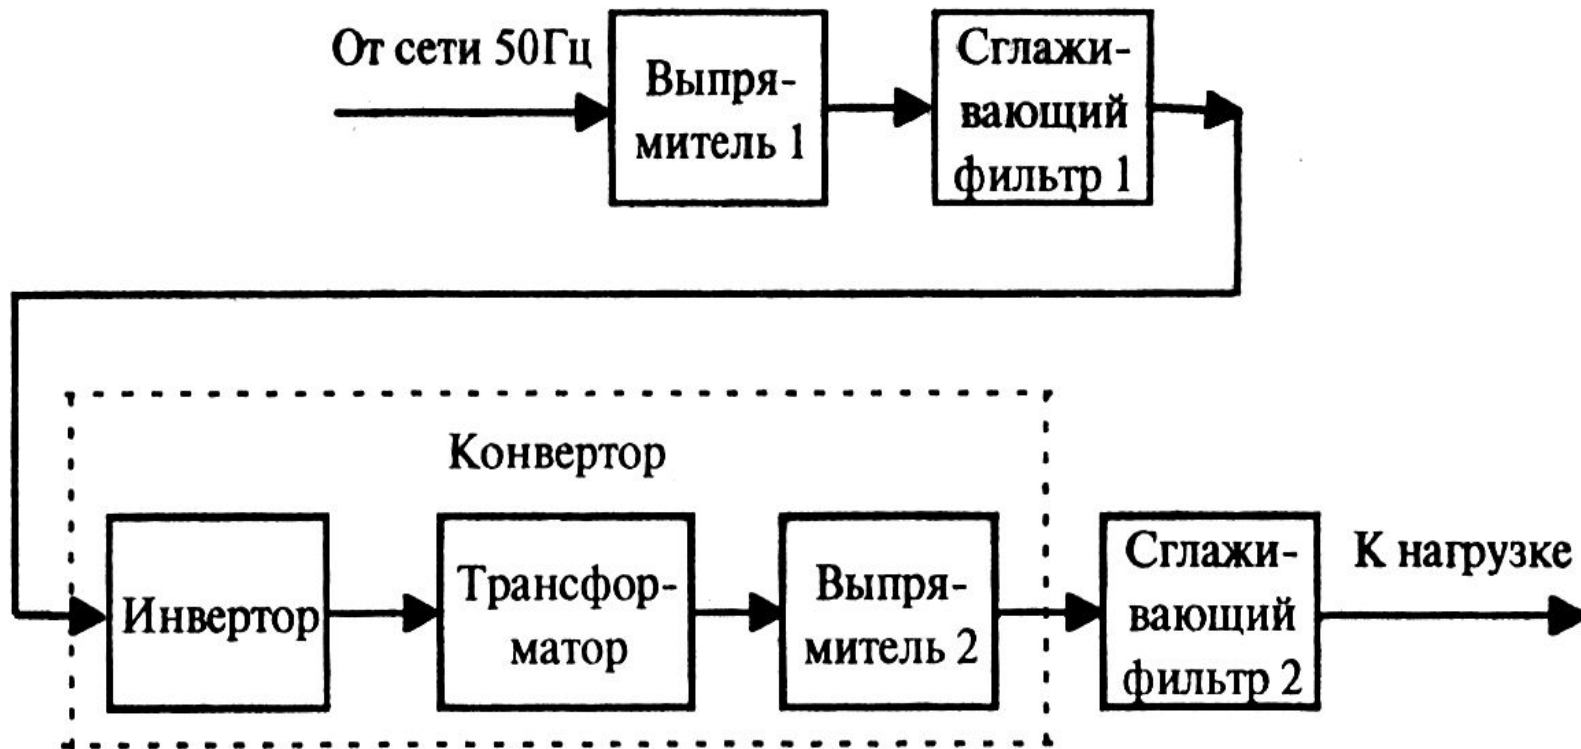 От сети 50Гц
Выпря-
митель 1
Сглажи-
вающий
фильтр 1
Конвертор
Инвертор
Трансфор-
матор
Выпря-
митель 2
Сглажи-
вающий
фильтр 2
К нагрузке